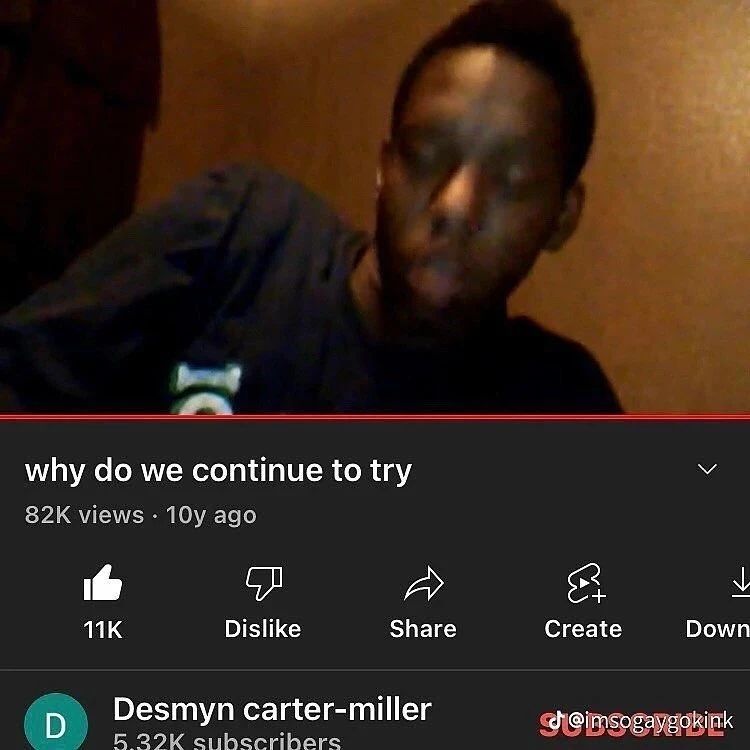 why do we continue to try
82K views · 10y ago
11K Dislike Share Create Down
D Desmyn carter-miller SUBSCRIBE @imsogaygokink
5.32K subscribers